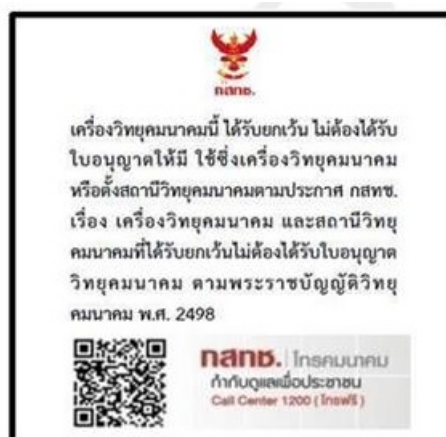 กสทช.
เครื่องวิทยุคมนาคมนี้ ได้รับยกเว้น ไม่ต้องได้รับ
ใบอนุญาตให้มี ใช้ซึ่งเครื่องวิทยุคมนาคม
หรือตั้งสถานีวิทยุคมนาคมตามประกาศ กสทช.
เรื่อง เครื่องวิทยุคมนาคม และสถานีวิทยุ
คมนาคมที่ได้รับยกเว้นไม่ต้องได้รับใบอนุญาต
วิทยุคมนาคม ตามพระราชบัญญัติวิทยุ
คมนาคม พ.ศ. 2498
กสทช. | โทรคมนาคม
กำกับดูแลเพื่อประชาชน
Call Center 1200 ( โทรฟรี )